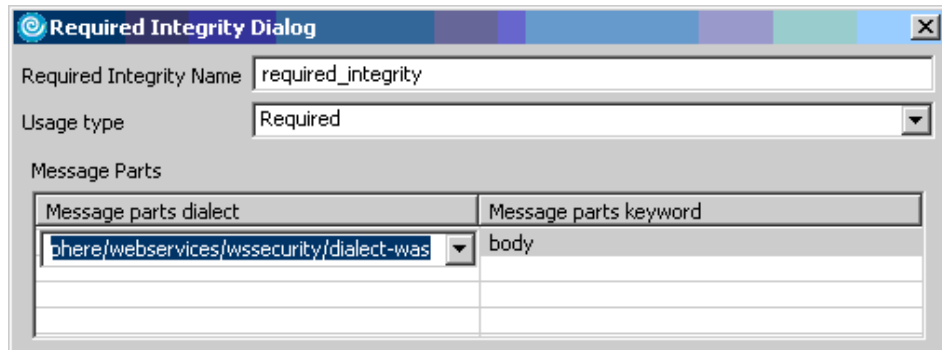 Required Integrity Dialog
Required Integrity Name required_integrity
Usage type Required
Message Parts
Message parts dialect Message parts keyword
phere/webservices/wssecurity/dialect-was body